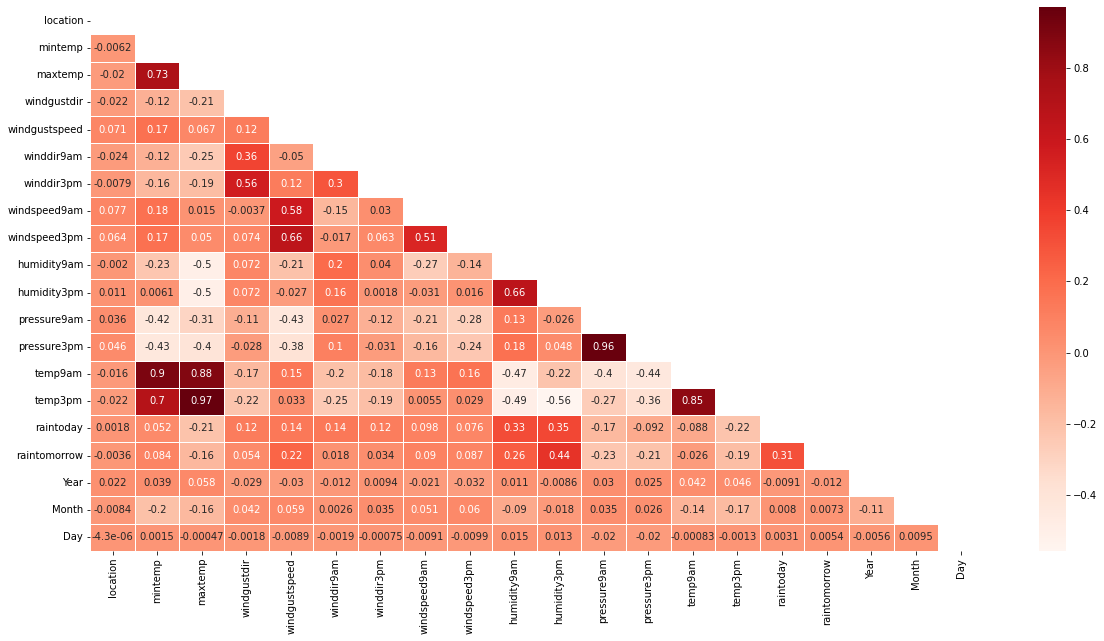 location
mintemp -0.0062
maxtemp -0.02 0.73
windgustdir -0.022 -0.12 -0.21
windgustspeed 0.071 0.17 0.067 0.12
winddir9am -0.024 -0.12 -0.25 0.36 -0.05
winddir3pm -0.0079 -0.16 -0.19 0.56 0.12 0.3
windspeed9am 0.077 0.18 0.015 -0.0037 0.58 -0.15 0.03
windspeed3pm 0.064 0.17 0.05 0.074 0.66 -0.017 0.063 0.51
humidity9am -0.002 -0.23 -0.5 0.072 -0.21 0.2 0.04 -0.27 -0.14
humidity3pm 0.011 0.0061 -0.5 0.072 -0.027 0.16 0.0018 -0.031 0.016 0.66
pressure9am 0.036 -0.42 -0.31 -0.11 -0.43 0.027 -0.12 -0.21 -0.28 0.13 -0.026
pressure3pm 0.046 -0.43 -0.4 -0.028 -0.38 0.1 -0.031 -0.16 -0.24 0.18 0.048 0.96
temp9am -0.016 0.9 0.88 -0.17 0.15 -0.2 -0.18 0.13 0.16 -0.47 -0.22 -0.4 -0.44
temp3pm -0.022 0.7 0.97 -0.22 0.033 -0.25 -0.19 0.0055 0.029 -0.49 -0.56 -0.27 -0.36 0.85
raintoday 0.0018 0.052 -0.21 0.12 0.14 0.14 0.12 0.098 0.076 0.33 0.35 -0.17 -0.092 -0.088 -0.22
raintomorrow -0.0036 0.084 -0.16 0.054 0.22 0.018 0.034 0.09 0.087 0.26 0.44 -0.23 -0.21 -0.026 -0.19 0.31
Year 0.022 0.039 0.058 -0.029 -0.03 -0.012 0.0094 -0.021 -0.032 0.011 -0.0086 0.03 0.025 0.042 0.046 -0.0091 -0.012
Month -0.0084 -0.2 -0.16 0.042 0.059 0.0026 0.035 0.051 0.06 -0.09 -0.018 0.035 0.026 -0.14 -0.17 0.008 0.0073 -0.11
Day -4.3e-06 0.0015 -0.00047 -0.0018 -0.0089 -0.0019 -0.00075 -0.0091 -0.0099 0.015 0.013 -0.02 -0.02 -0.00083 -0.0013 0.0031 0.0054 -0.0056 0.0095
location mintemp maxtemp windgustdir windgustspeed winddir9am winddir3pm windspeed9am windspeed3pm humidity9am humidity3pm pressure9am pressure3pm temp9am temp3pm raintoday raintomorrow Year Month Day
0.8
0.6
0.4
0.2
0.0
−0.2
−0.4